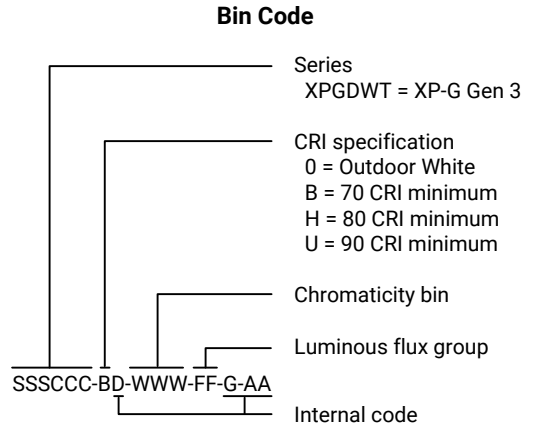 Bin Code
Series
XPGDWT = XP-G Gen 3
CRI specification
0 = Outdoor White
B = 70 CRI minimum
H = 80 CRI minimum
U = 90 CRI minimum
Chromaticity bin
Luminous flux group
SSSCCC-BD-WWW-FF-G-AA
Internal code